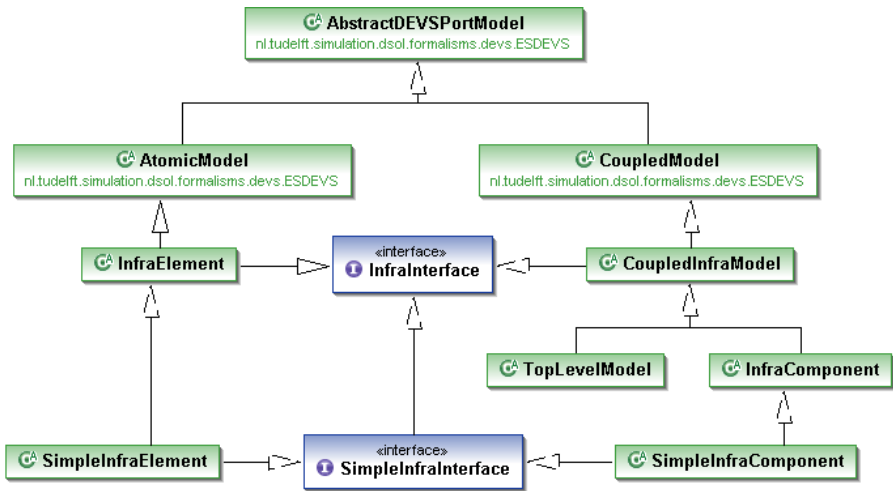 AbstractDEVSPortModel
nl.tudelft.simulation.dsol.formalisms.devs.ESDEVS
AtomicModel
nl.tudelft.simulation.dsol.formalisms.devs.ESDEVS
CoupledModel
nl.tudelft.simulation.dsol.formalisms.devs.ESDEVS
InfraElement
«interface»
InfraInterface
CoupledInfraModel
TopLevelModel
InfraComponent
SimpleInfraElement
«interface»
SimpleInfraInterface
SimpleInfraComponent